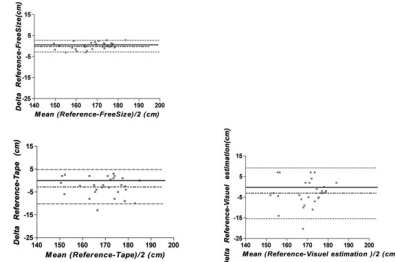 Delta Reference-FreeSize(cm)
15
5
-5
-15
-25
140 150 160 170 180 190 200
Mean (Reference-FreeSize)/2 (cm)
Delta Reference-Tape (cm)
15
5
-5
-15
-25
140 150 160 170 180 190 200
Mean (Reference-Tape)/2 (cm)
Delta Reference-Visuel estimation(cm)
15
5
-5
-15
-25
140 150 160 170 180 190 200
Mean (Reference-Visuel estimation )/2 (cm)